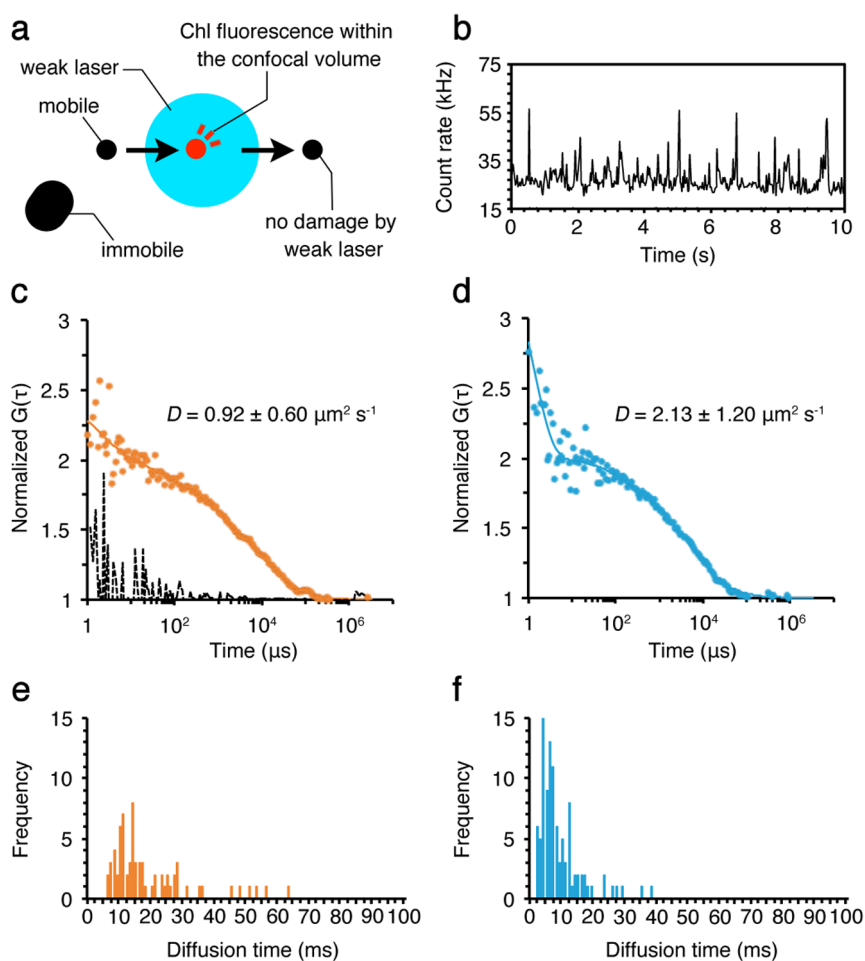 a
Chl fluorescence within
the confocal volume
weak laser
mobile
immobile
no damage by
weak laser
b
Count rate (kHz)
75
55
35
15
0 2 4 6 8 10
Time (s)
c
Normalized G(τ)
3
2.5
2
1.5
1
D = 0.92 ± 0.60 µm² s⁻¹
1 10² 10⁴ 10⁶
Time (µs)
d
Normalized G(τ)
3
2.5
2
1.5
1
D = 2.13 ± 1.20 µm² s⁻¹
1 10² 10⁴ 10⁶
Time (µs)
e
Frequency
15
10
5
0
0 10 20 30 40 50 60 70 80 90 100
Diffusion time (ms)
f
Frequency
15
10
5
0
0 10 20 30 40 50 60 70 80 90 100
Diffusion time (ms)